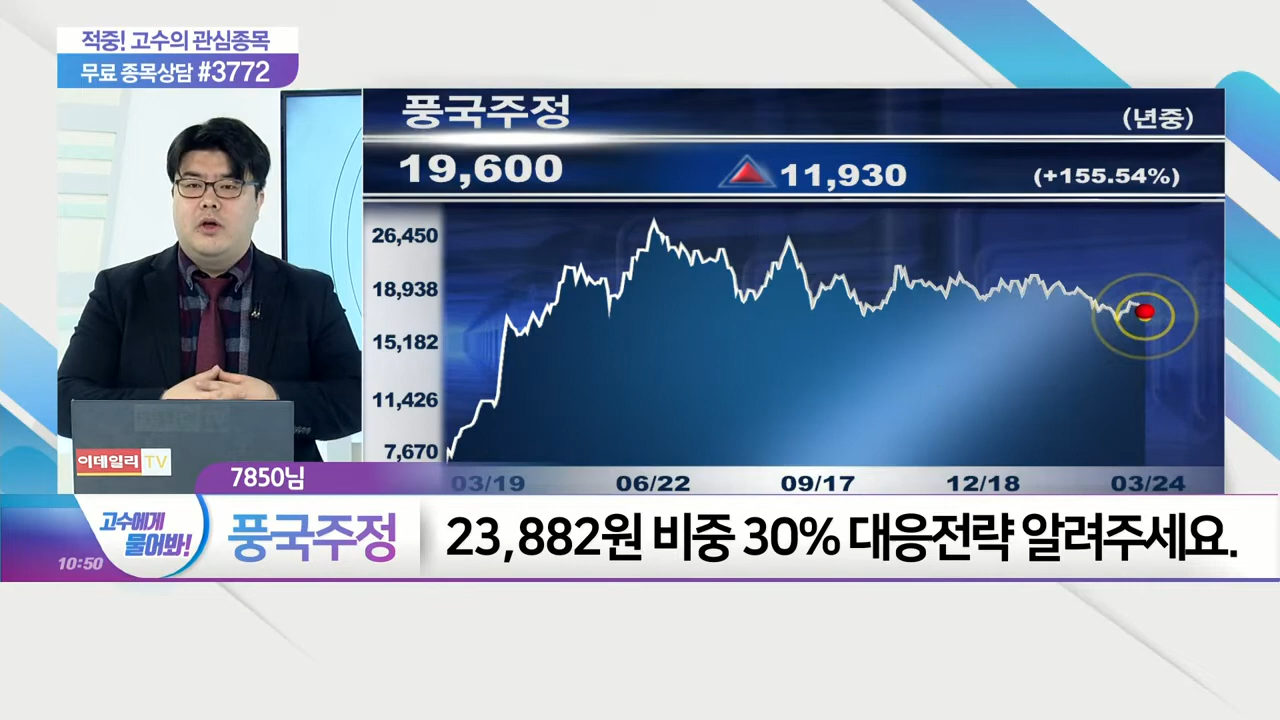 적중! 고수의 관심종목
무료 종목상담 #3772
풍국주정
(년중)
19,600
11,930
(+155.54%)
26,450
18,938
15,182
11,426
7,670
03/19
06/22
09/17
12/18
03/24
이데일리 TV
7850님
고수에게
물어봐!
10:50
풍국주정
23,882원 비중 30% 대응전략 알려주세요.